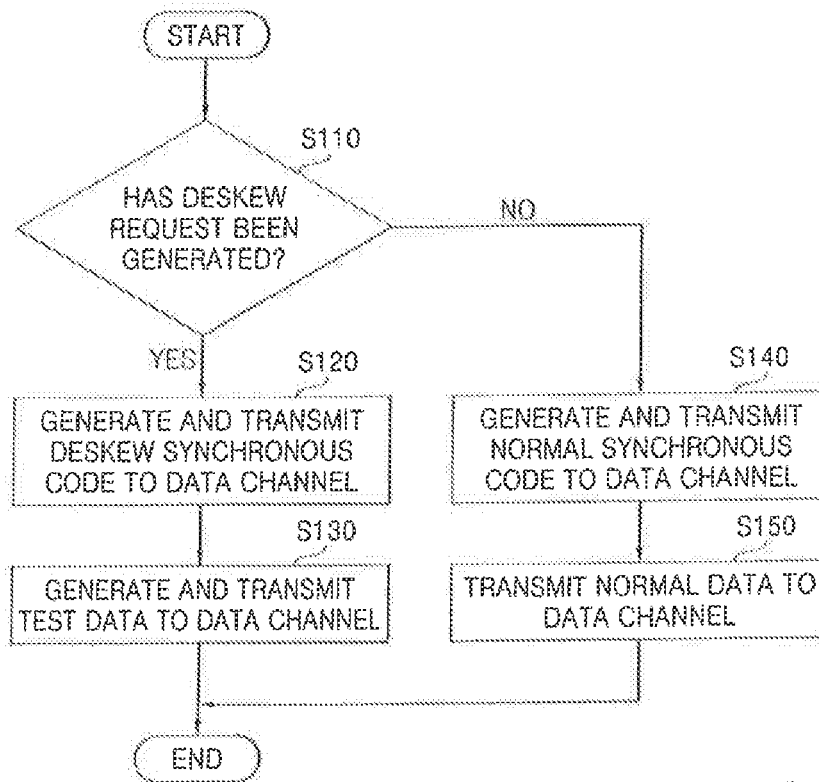 START
S110
HAS DESKEW
REQUEST BEEN
GENERATED?
NO
YES
S120
GENERATE AND TRANSMIT
DESKEW SYNCHRONOUS
CODE TO DATA CHANNEL
S140
GENERATE AND TRANSMIT
NORMAL SYNCHRONOUS
CODE TO DATA CHANNEL
S130
GENERATE AND TRANSMIT
TEST DATA TO DATA CHANNEL
S150
TRANSMIT NORMAL DATA TO
DATA CHANNEL
END